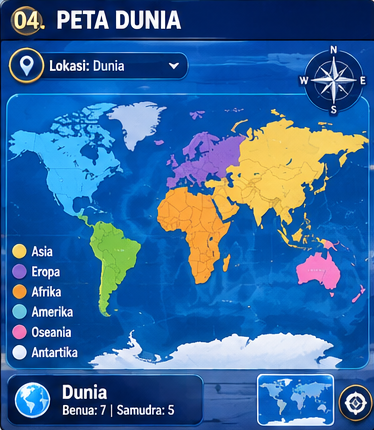 04. PETA DUNIA
Lokasi: Dunia
N
W E
S
Asia
Eropa
Afrika
Amerika
Oseania
Antartika
Dunia
Benua: 7 | Samudra: 5